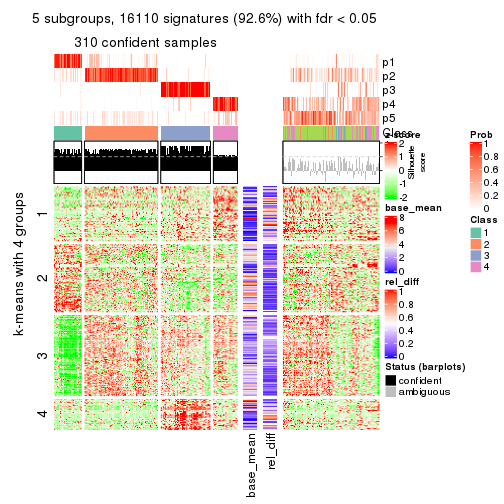 5 subgroups, 16110 signatures (92.6%) with fdr < 0.05
310 confident samples
p1
p2
p3
p4
p5
Class
z-score
2
1
0
-1
-2
Silhouette
score
Prob
1
0.8
0.6
0.4
0.2
0
base_mean
8
6
4
2
0
Class
1
2
3
4
rel_diff
1
0.8
0.6
0.4
0.2
0
Status (barplots)
confident
ambiguous
k-means with 4 groups
1
2
3
4
base_mean
rel_diff